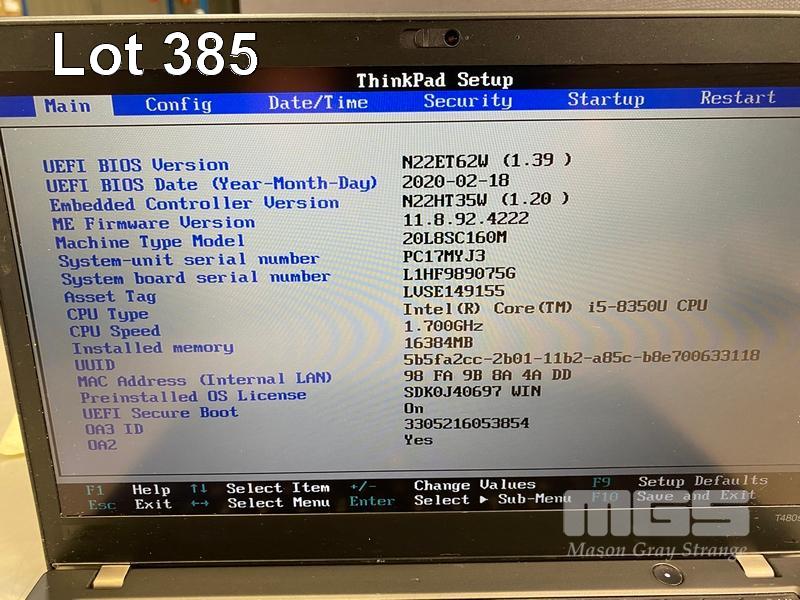 Lot 385
ThinkPad Setup
Main Config Date/Time Security Startup Restart
UEFI BIOS Version N22ET62W (1.39 )
UEFI BIOS Date (Year-Month-Day) 2020-02-18
Embedded Controller Version N22HT35W (1.20 )
ME Firmware Version 11.8.92.4222
Machine Type Model 20L8SC160M
System-unit serial number PC17MYJ3
System board serial number L1HF989075G
Asset Tag LVSE149155
CPU Type Intel(R) Core(TM) i5-8350U CPU
CPU Speed 1.700GHz
Installed memory 16384MB
UUID 5b5fa2cc-2b01-11b2-a85c-b8e700633118
MAC Address (Internal LAN) 98 FA 9B 8A 4A DD
Preinstalled OS License SDK0J40697 WIN
UEFI Secure Boot On
OA3 ID 3305216053854
OA2 Yes
F1 Help ↑↓ Select Item +/- Change Values F9 Setup Defaults
Esc Exit ←→ Select Menu Enter Select ▶ Sub-Menu F10 Save and Exit
MGS
T480s
Mason Gray Strange